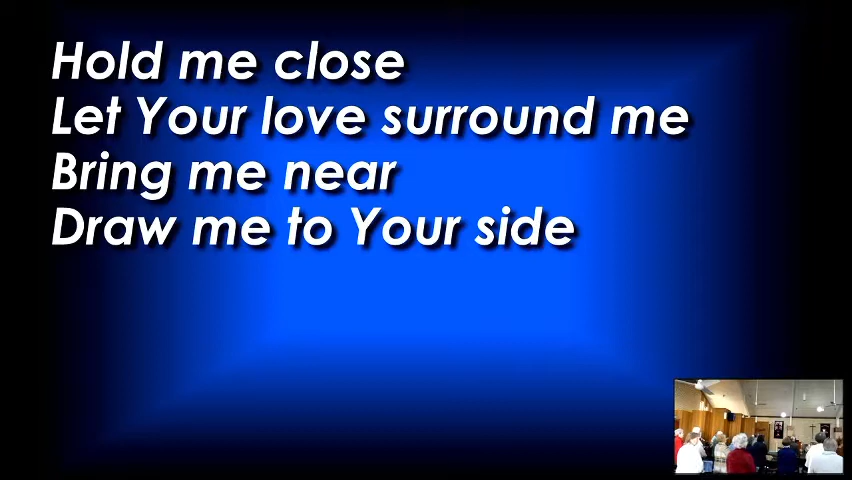 Hold me close
Let Your love surround me
Bring me near
Draw me to Your side